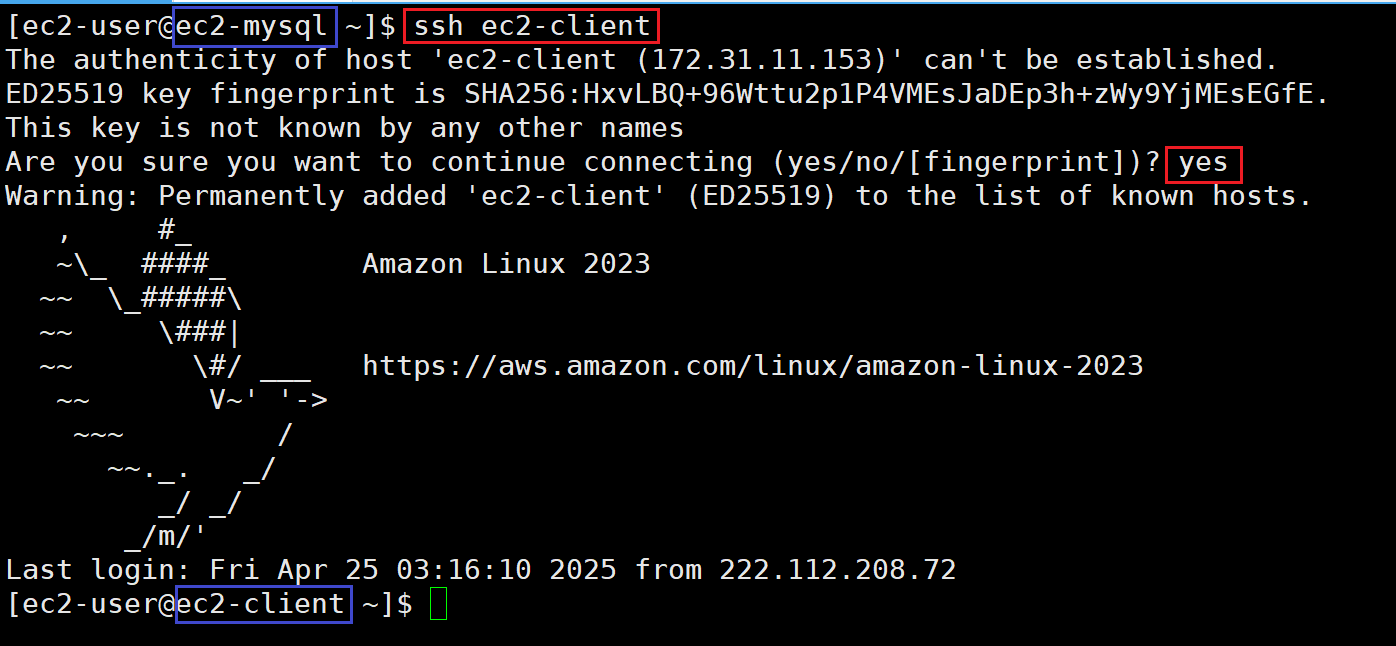 [ec2-user@ec2-mysql ~]$ ssh ec2-client
The authenticity of host 'ec2-client (172.31.11.153)' can't be established.
ED25519 key fingerprint is SHA256:HxvLBQ+96Wttu2p1P4VMEsJaDEp3h+zWy9YjMEsEGfE.
This key is not known by any other names
Are you sure you want to continue connecting (yes/no/[fingerprint])? yes
Warning: Permanently added 'ec2-client' (ED25519) to the list of known hosts.
   ,     #_
   ~\_  ####_        Amazon Linux 2023
  ~~  \_#####\
  ~~     \###|
  ~~       \#/ ___   https://aws.amazon.com/linux/amazon-linux-2023
   ~~       V~' '->
    ~~~         /
      ~~._.   _/
         _/ _/
       _/m/'
Last login: Fri Apr 25 03:16:10 2025 from 222.112.208.72
[ec2-user@ec2-client ~]$